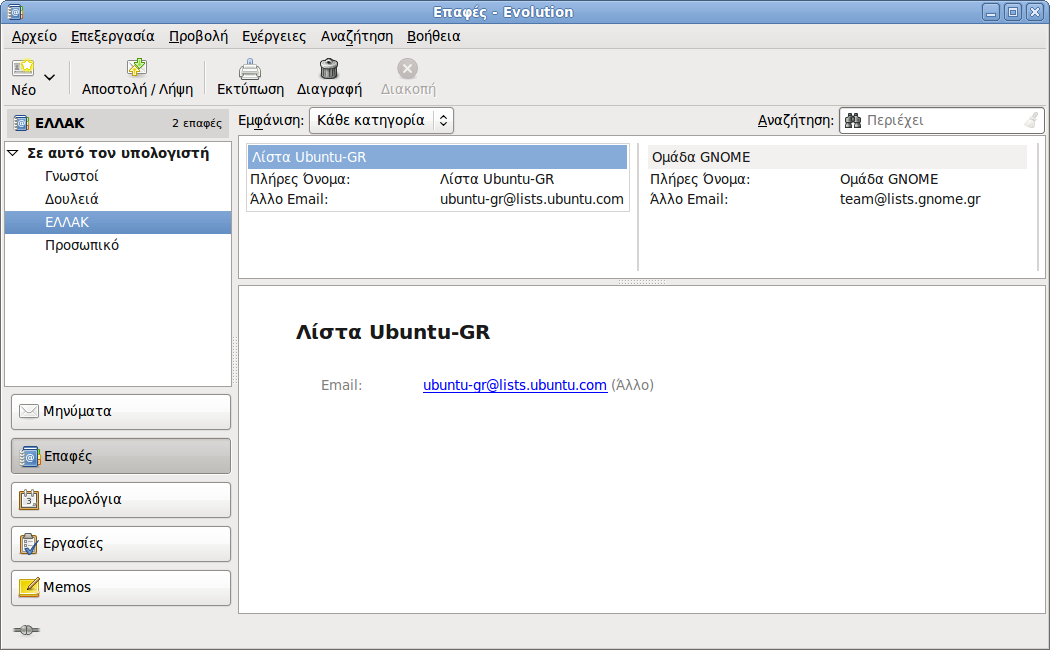 Επαφές - Evolution
Αρχείο Επεξεργασία Προβολή Ενέργειες Αναζήτηση Βοήθεια
Νέο Αποστολή / Λήψη Εκτύπωση Διαγραφή Διακοπή
ΕΛΛΑΚ 2 επαφές Εμφάνιση: Κάθε κατηγορία Αναζήτηση: Περιέχει
Σε αυτό τον υπολογιστή
Γνωστοί
Δουλειά
ΕΛΛΑΚ
Προσωπικό
Λίστα Ubuntu-GR
Πλήρες Όνομα: Λίστα Ubuntu-GR
Άλλο Email: ubuntu-gr@lists.ubuntu.com
Ομάδα GNOME
Πλήρες Όνομα: Ομάδα GNOME
Άλλο Email: team@lists.gnome.gr
Λίστα Ubuntu-GR
Email: ubuntu-gr@lists.ubuntu.com (Άλλο)
Μηνύματα
Επαφές
Ημερολόγια
Εργασίες
Memos